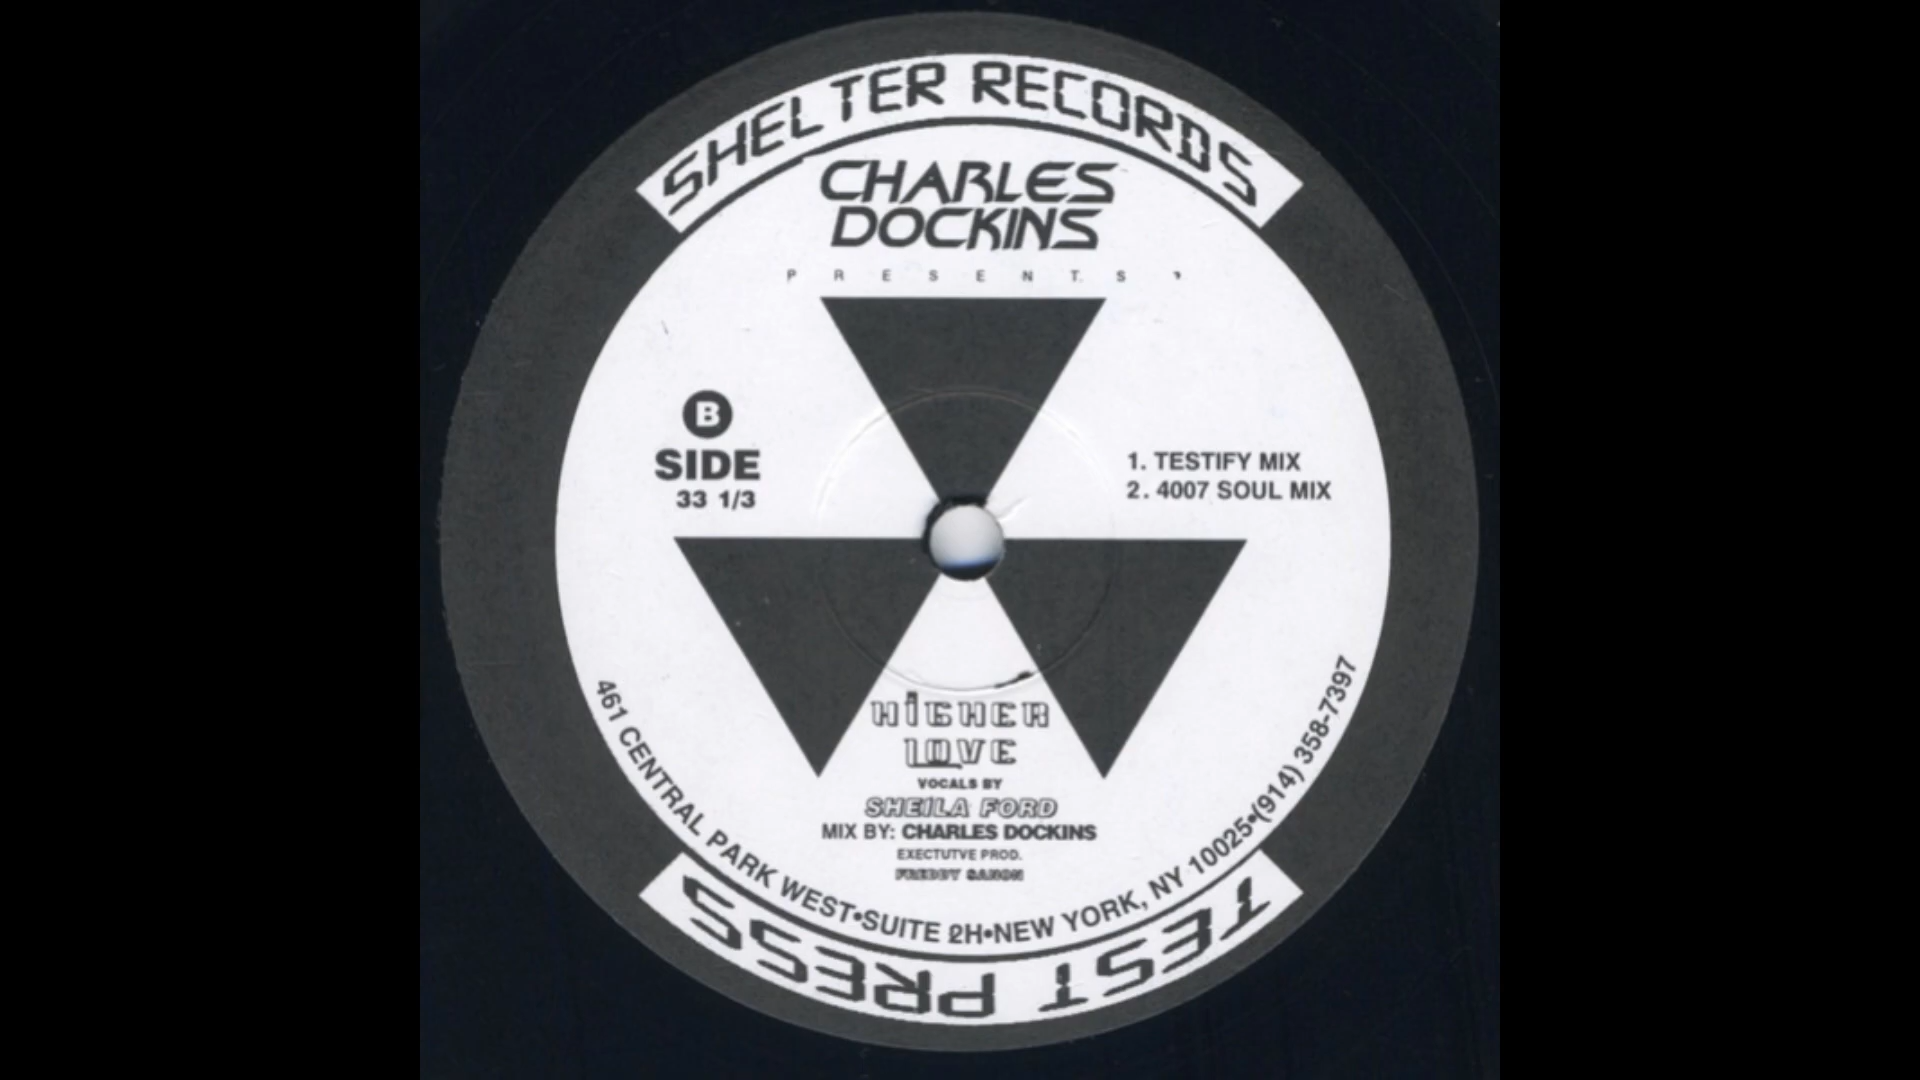 SHELTER RECORDS
CHARLES
DOCKINS
PRESENTS
B
SIDE
33 1/3
1. TESTIFY MIX
2. 4007 SOUL MIX
HIGHER
LOVE
VOCALS BY
SHEILA FORD
MIX BY: CHARLES DOCKINS
EXECTUTVE PROD.
FREDDY SANON
461 CENTRAL PARK WEST•SUITE 2H•NEW YORK, NY 10025•(914) 358-7397
TEST PRESS